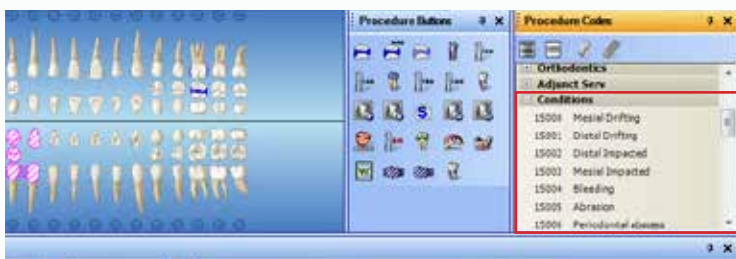 Procedure Buttons
Procedure Codes
Orthodontics
Adjunct Serv
Conditions
15000 Mesial Drifting
15001 Distal Drifting
15002 Distal Impacted
15003 Mesial Impacted
15004 Bleeding
15005 Abrasion
15006 Periodontal abscess
S